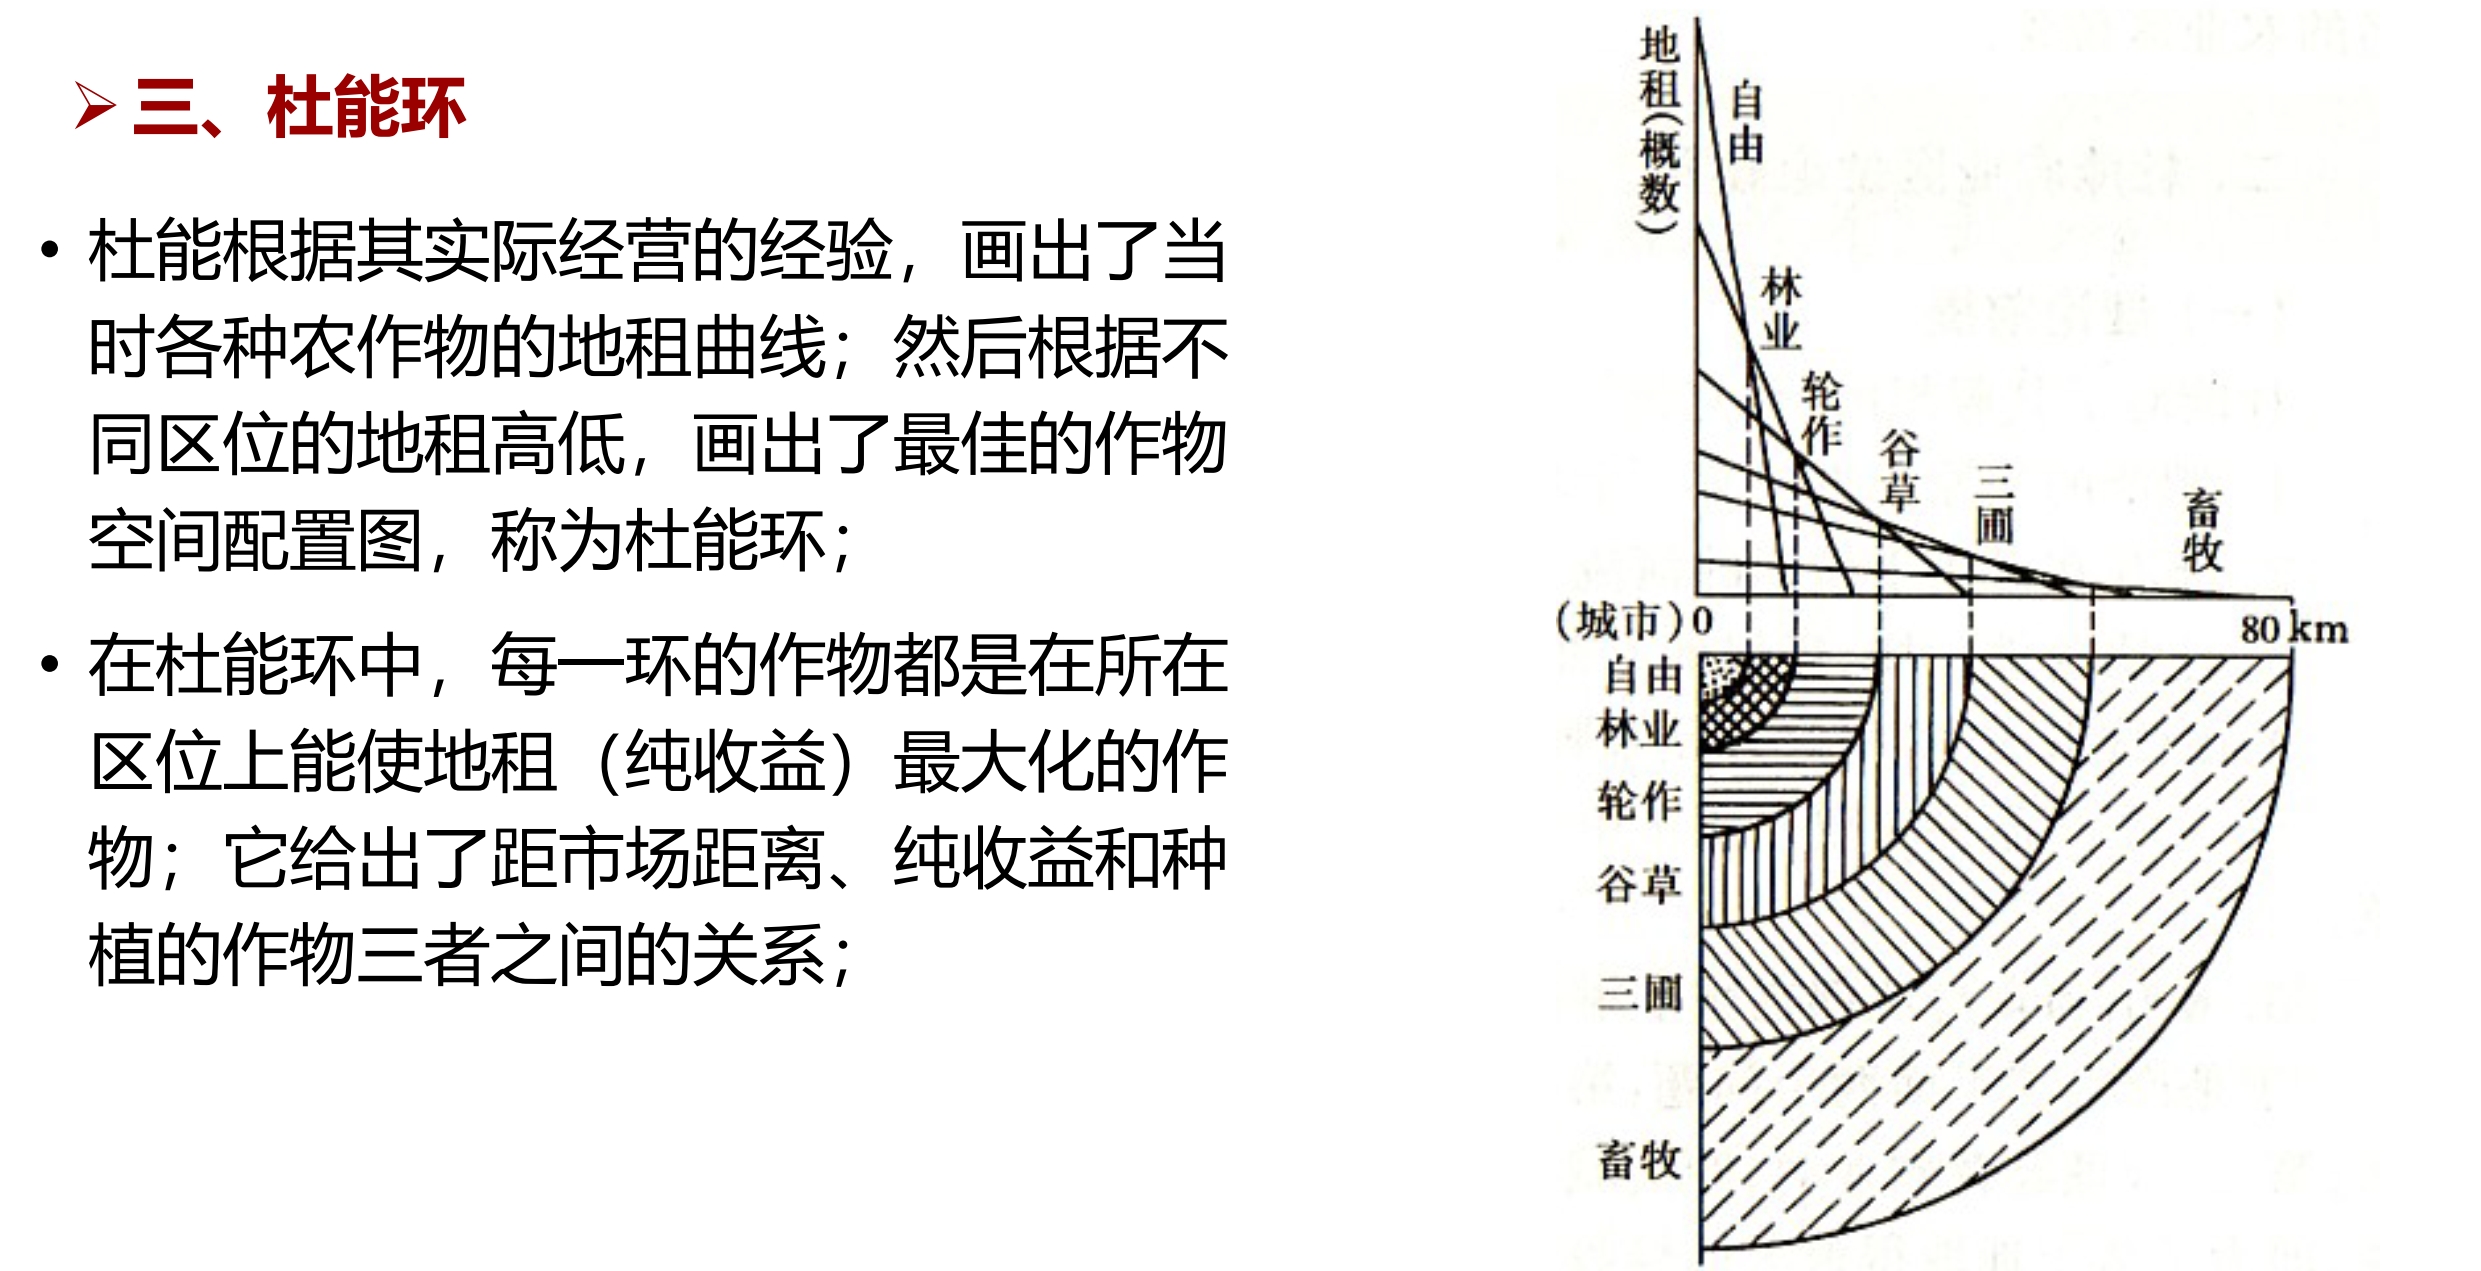 三、杜能环
• 杜能根据其实际经营的经验，画出了当
时各种农作物的地租曲线；然后根据不
同区位的地租高低，画出了最佳的作物
空间配置图，称为杜能环；
• 在杜能环中，每一环的作物都是在所在
区位上能使地租（纯收益）最大化的作
物；它给出了距市场距离、纯收益和种
植的作物三者之间的关系；
地租(概数)
自由
林业
轮作
谷草
三圃
畜牧
(城市)0
80 km
自由
林业
轮作
谷草
三圃
畜牧